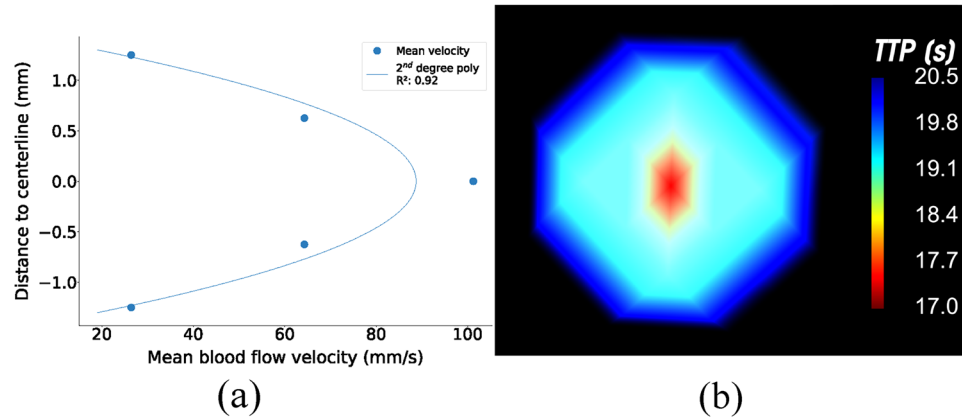 Mean velocity
2nd degree poly
R²: 0.92
1.0
0.5
0.0
−0.5
−1.0
Distance to centerline (mm)
20 40 60 80 100
Mean blood flow velocity (mm/s)
(a)
TTP (s)
20.5
19.8
19.1
18.4
17.7
17.0
(b)